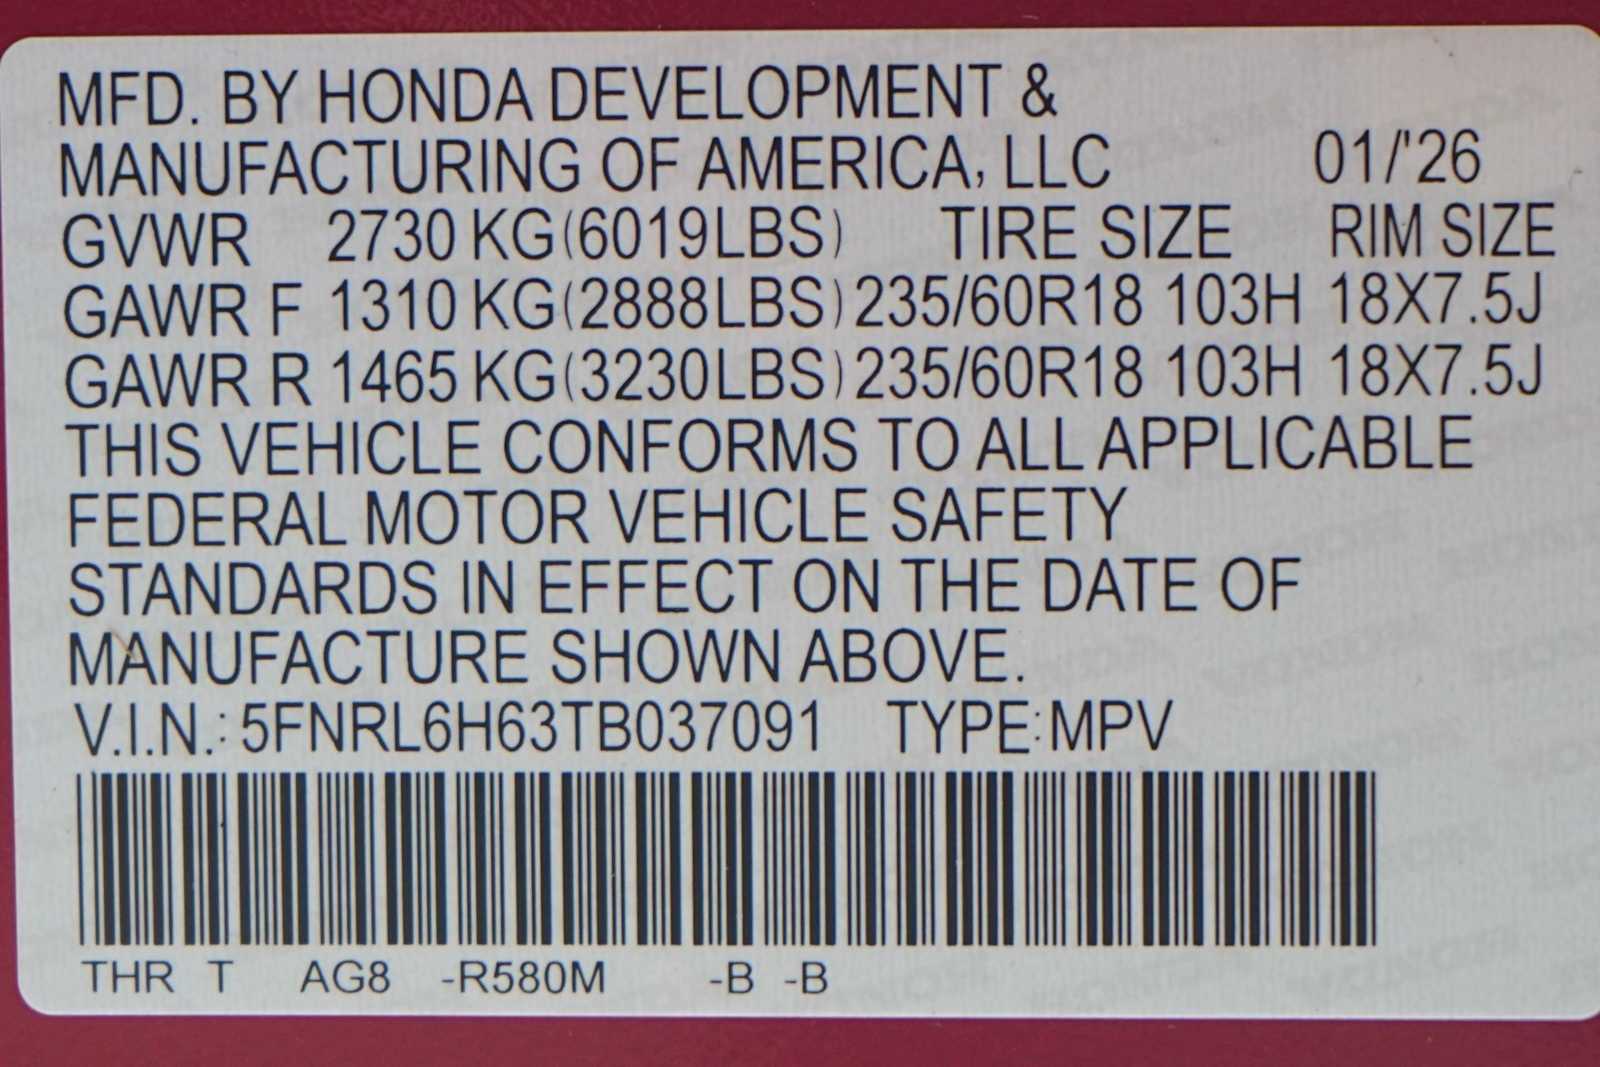 MFD. BY HONDA DEVELOPMENT &
MANUFACTURING OF AMERICA, LLC 01/'26
GVWR 2730 KG(6019LBS) TIRE SIZE RIM SIZE
GAWR F 1310 KG(2888LBS) 235/60R18 103H 18X7.5J
GAWR R 1465 KG(3230LBS) 235/60R18 103H 18X7.5J
THIS VEHICLE CONFORMS TO ALL APPLICABLE
FEDERAL MOTOR VEHICLE SAFETY
STANDARDS IN EFFECT ON THE DATE OF
MANUFACTURE SHOWN ABOVE.
V.I.N.: 5FNRL6H63TB037091 TYPE:MPV
THR T AG8 -R580M -B -B